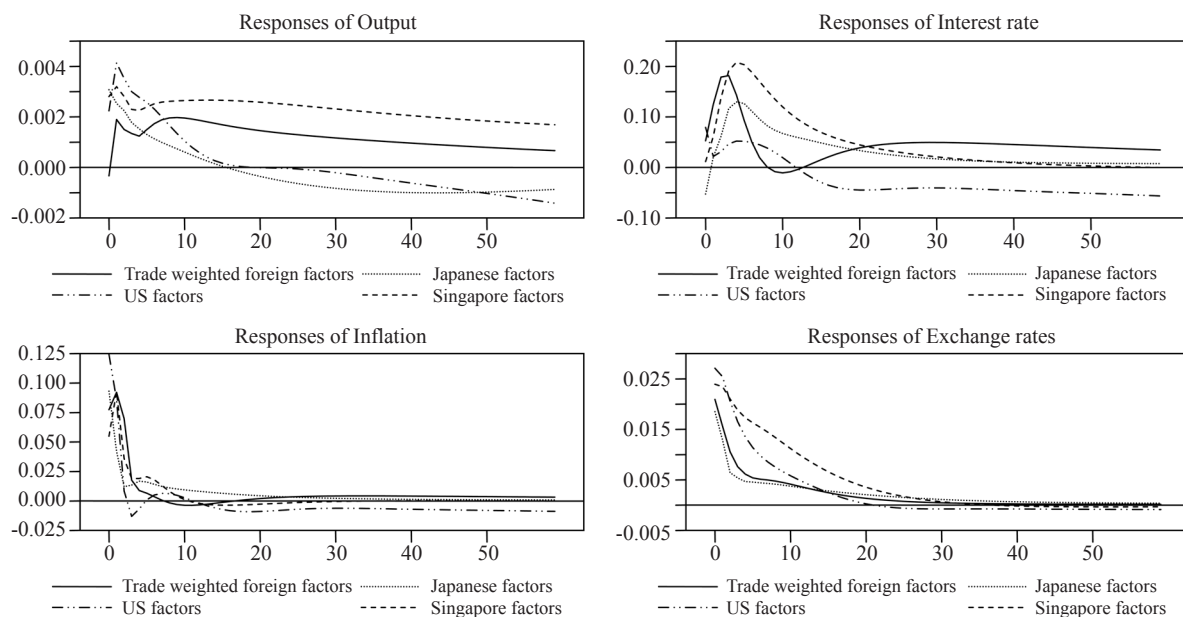 Responses of Output
0.004
0.002
0.000
-0.002
0 10 20 30 40 50
Trade weighted foreign factors Japanese factors
US factors Singapore factors
Responses of Interest rate
0.20
0.10
0.00
-0.10
0 10 20 30 40 50
Trade weighted foreign factors Japanese factors
US factors Singapore factors
Responses of Inflation
0.125
0.100
0.075
0.050
0.025
0.000
-0.025
0 10 20 30 40 50
Trade weighted foreign factors Japanese factors
US factors Singapore factors
Responses of Exchange rates
0.025
0.015
0.005
-0.005
0 10 20 30 40 50
Trade weighted foreign factors Japanese factors
US factors Singapore factors